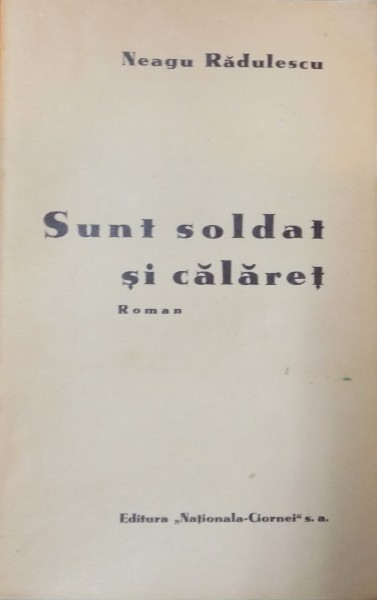 Neagu Rădulescu
Sunt soldat
și călăreț
Roman
Editura „Naționala-Ciornei“ s. a.